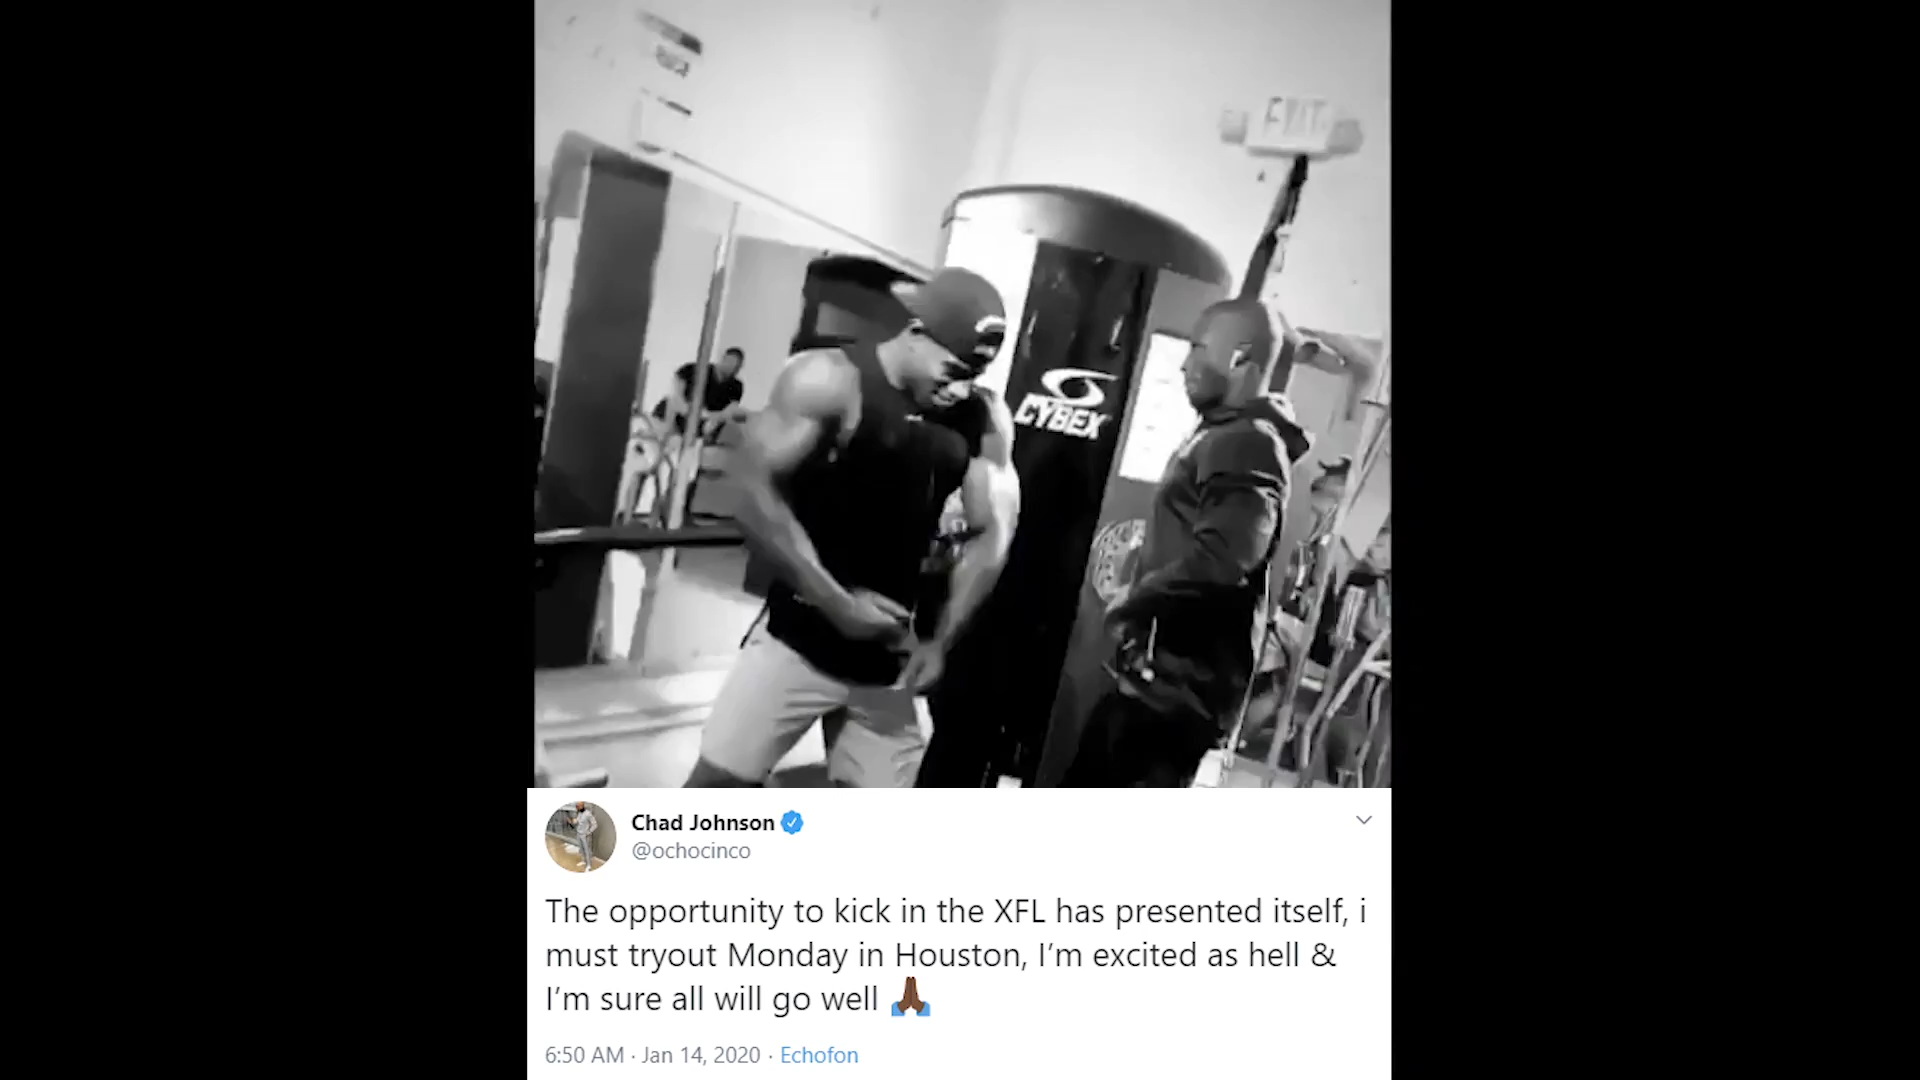 EXIT
CYBEX
Chad Johnson
@ochocinco
The opportunity to kick in the XFL has presented itself, i
must tryout Monday in Houston, I’m excited as hell &
I’m sure all will go well 🙏🏿
6:50 AM · Jan 14, 2020 · Echofon